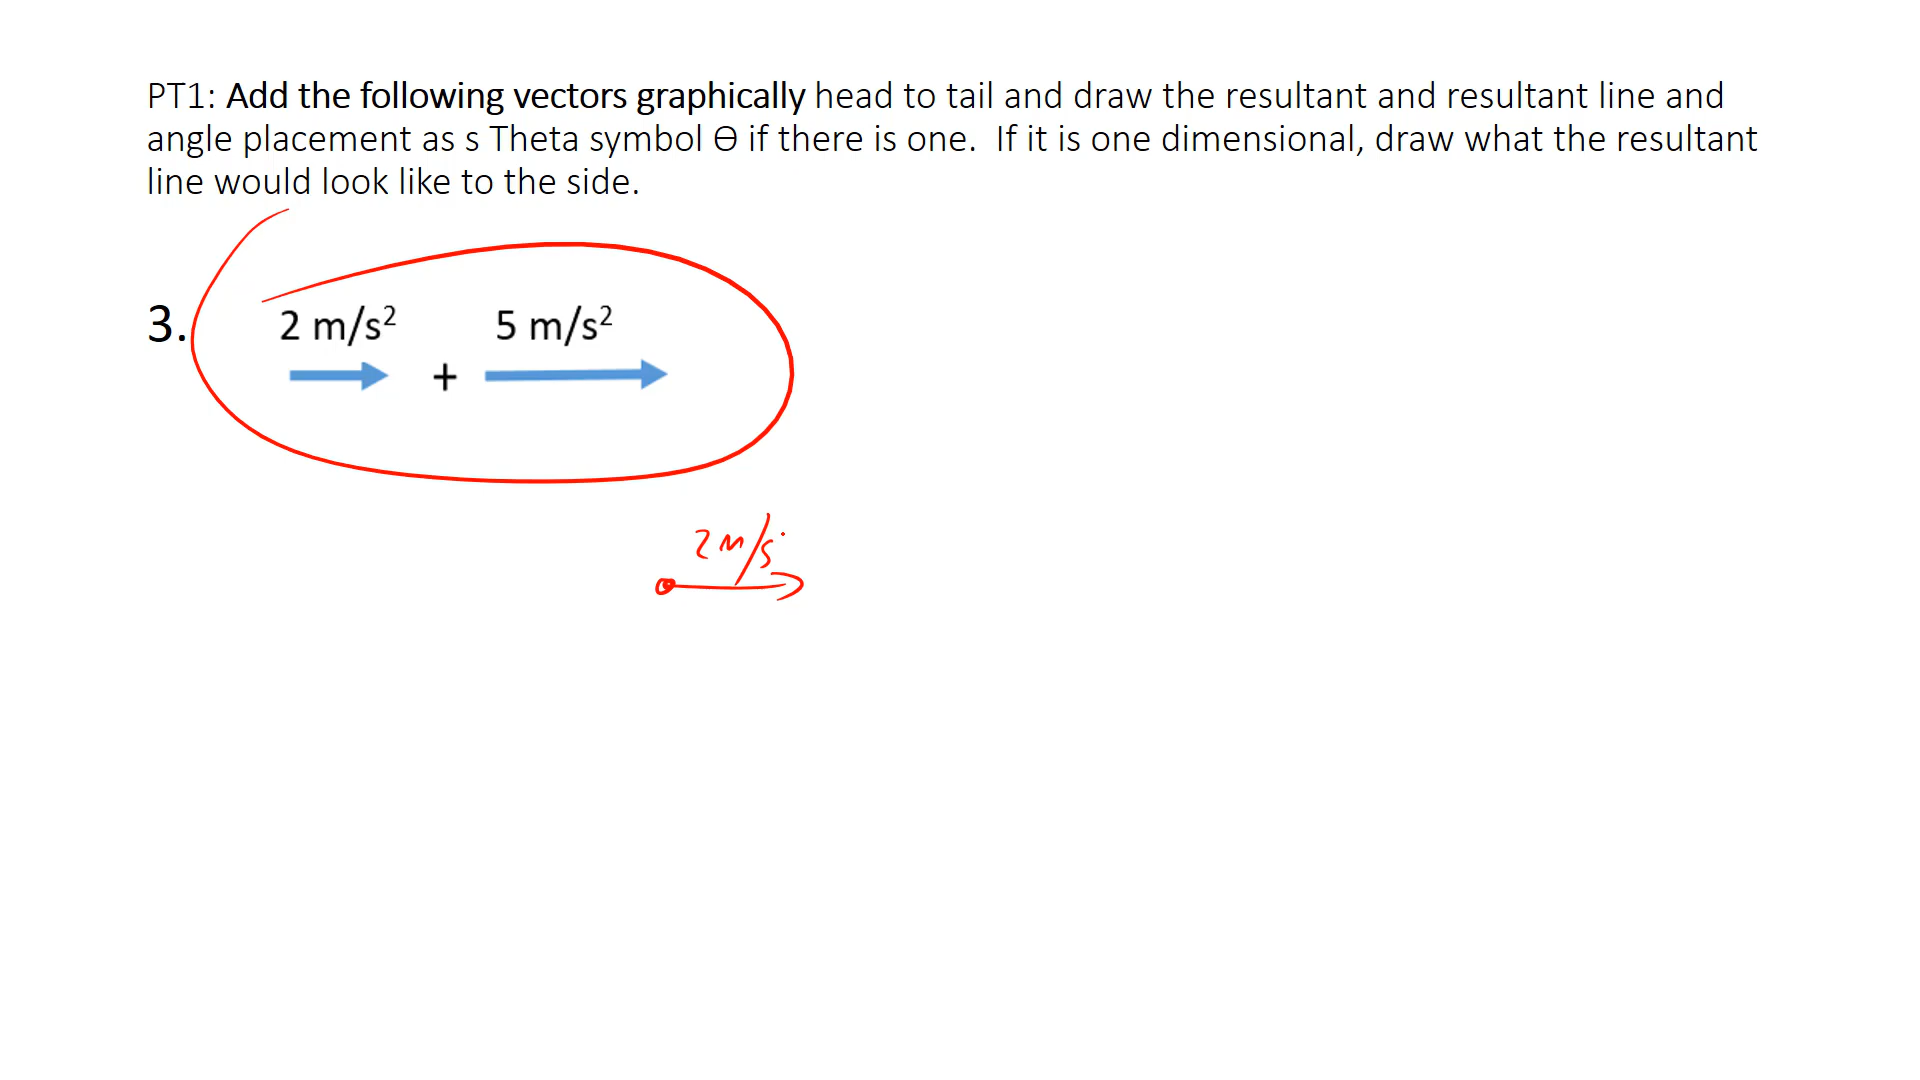 PT1: Add the following vectors graphically head to tail and draw the resultant and resultant line and
angle placement as s Theta symbol ϴ if there is one.  If it is one dimensional, draw what the resultant
line would look like to the side.
3.
2 m/s² 5 m/s²
+
2 m/s